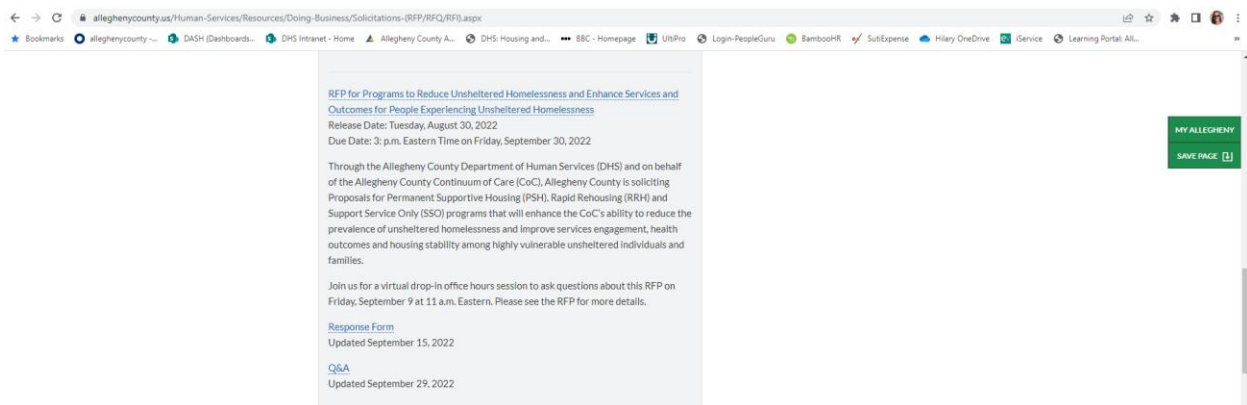 alleghenycounty.us/Human-Services/Resources/Doing-Business/Solicitations-(RFP/RFQ/RFI).aspx
Bookmarks alleghenycounty -... DASH (Dashboards... DHS Intranet - Home Allegheny County A... DHS: Housing and... BBC - Homepage UltiPro Login-PeopleGuru BambooHR SutiExpense Hilary OneDrive iService Learning Portal: All... »
RFP for Programs to Reduce Unsheltered Homelessness and Enhance Services and
Outcomes for People Experiencing Unsheltered Homelessness
Release Date: Tuesday, August 30, 2022
Due Date: 3: p.m. Eastern Time on Friday, September 30, 2022
MY ALLEGHENY
SAVE PAGE
Through the Allegheny County Department of Human Services (DHS) and on behalf
of the Allegheny County Continuum of Care (CoC), Allegheny County is soliciting
Proposals for Permanent Supportive Housing (PSH), Rapid Rehousing (RRH) and
Support Service Only (SSO) programs that will enhance the CoC's ability to reduce the
prevalence of unsheltered homelessness and improve services engagement, health
outcomes and housing stability among highly vulnerable unsheltered individuals and
families.
Join us for a virtual drop-in office hours session to ask questions about this RFP on
Friday, September 9 at 11 a.m. Eastern. Please see the RFP for more details.
Response Form
Updated September 15, 2022
Q&A
Updated September 29, 2022